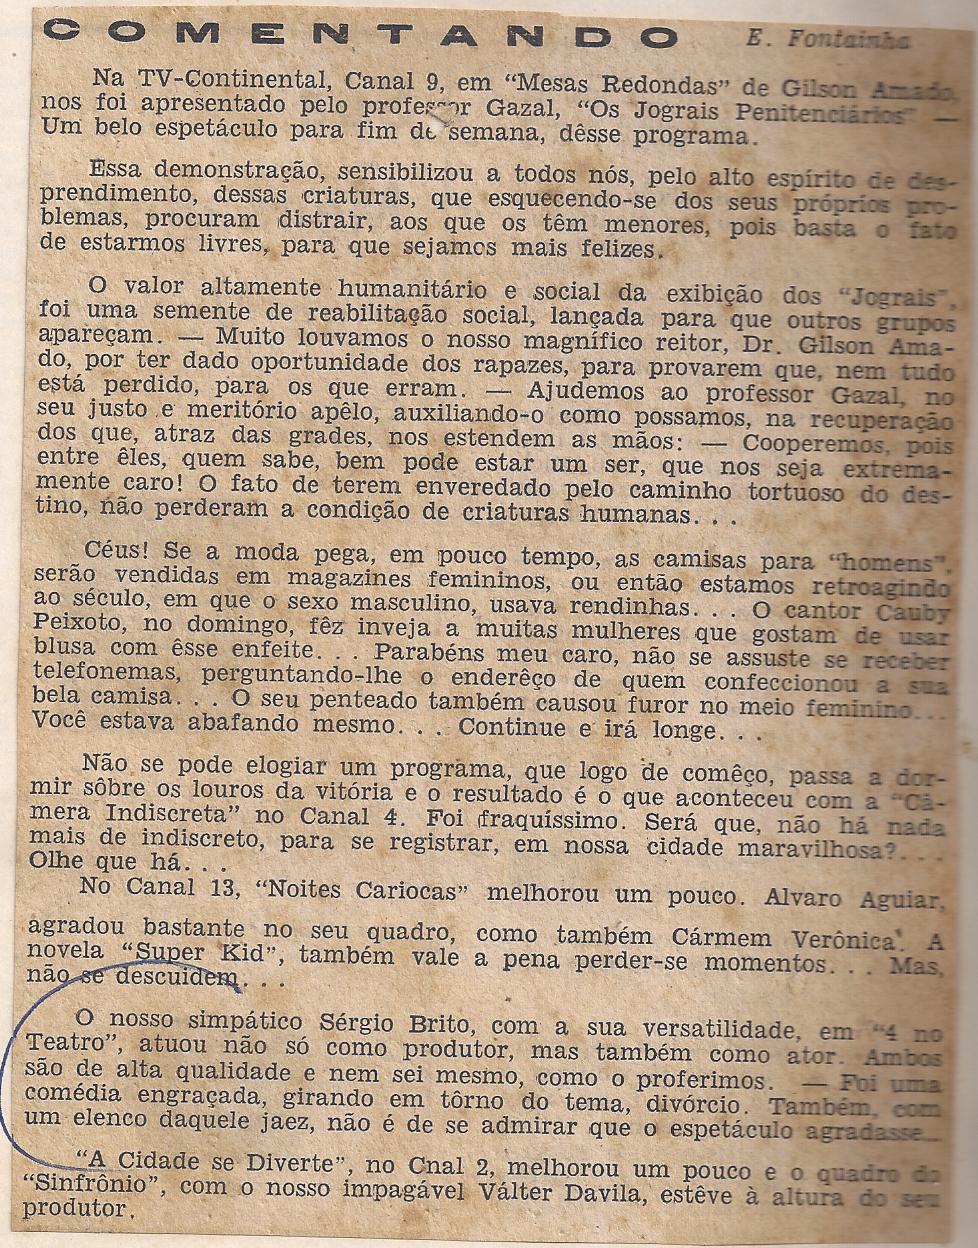 COMENTANDO E. Fontainha
Na TV-Continental, Canal 9, em “Mesas Redondas” de Gilson Amado,
nos foi apresentado pelo professor Gazal, “Os Jograis Penitenciários” —
Um belo espetáculo para fim de semana, dêsse programa.
Essa demonstração, sensibilizou a todos nós, pelo alto espírito de des-
prendimento, dessas criaturas, que esquecendo-se dos seus próprios pro-
blemas, procuram distrair, aos que os têm menores, pois basta o fato
de estarmos livres, para que sejamos mais felizes.
O valor altamente humanitário e social da exibição dos “Jograis”,
foi uma semente de reabilitação social, lançada para que outros grupos
apareçam. — Muito louvamos o nosso magnífico reitor, Dr. Gilson Ama-
do, por ter dado oportunidade dos rapazes, para provarem que, nem tudo
está perdido, para os que erram. — Ajudemos ao professor Gazal, no
seu justo e meritório apêlo, auxiliando-o como possamos, na recuperação
dos que, atraz das grades, nos estendem as mãos: — Cooperemos, pois
entre êles, quem sabe, bem pode estar um ser, que nos seja extrema-
mente caro! O fato de terem enveredado pelo caminho tortuoso do des-
tino, não perderam a condição de criaturas humanas. . .
Céus! Se a moda pega, em pouco tempo, as camisas para “homens”,
serão vendidas em magazines femininos, ou então estamos retroagindo
ao século, em que o sexo masculino, usava rendinhas. . . O cantor Cauby
Peixoto, no domingo, fêz inveja a muitas mulheres que gostam de usar
blusa com êsse enfeite. . . Parabéns meu caro, não se assuste se receber
telefonemas, perguntando-lhe o enderêço de quem confeccionou a sua
bela camisa. . . O seu penteado também causou furor no meio feminino...
Você estava abafando mesmo. . . Continue e irá longe. . .
Não se pode elogiar um programa, que logo de comêço, passa a dor-
mir sôbre os louros da vitória e o resultado é o que aconteceu com a “Câ-
mera Indiscreta” no Canal 4. Foi fraquíssimo. Será que, não há nada
mais de indiscreto, para se registrar, em nossa cidade maravilhosa?. . .
Olhe que há. . .
No Canal 13, “Noites Cariocas” melhorou um pouco. Alvaro Aguiar,
agradou bastante no seu quadro, como também Cármem Verônica. A
novela “Super Kid”, também vale a pena perder-se momentos. . . Mas,
não se descuidem. . .
O nosso simpático Sérgio Brito, com a sua versatilidade, em “4 no
Teatro”, atuou não só como produtor, mas também como ator. Ambos
são de alta qualidade e nem sei mesmo, como o proferimos. — Foi uma
comédia engraçada, girando em tôrno do tema, divórcio. Também, com
um elenco daquele jaez, não é de se admirar que o espetáculo agradasse...
“A Cidade se Diverte”, no Cnal 2, melhorou um pouco e o quadro do
“Sinfrônio”, com o nosso impagável Válter Davila, estêve à altura do seu
produtor.